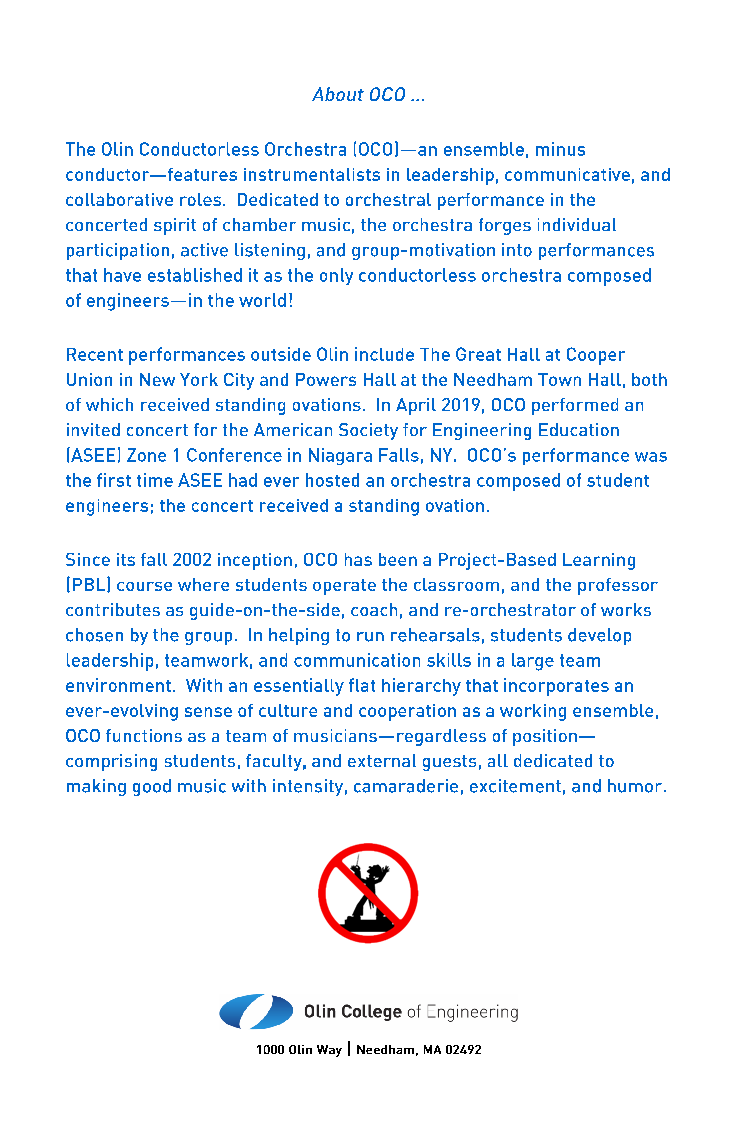 About OCO ...
The Olin Conductorless Orchestra (OCO)—an ensemble, minus
conductor—features instrumentalists in leadership, communicative, and
collaborative roles.  Dedicated to orchestral performance in the
concerted spirit of chamber music, the orchestra forges individual
participation, active listening, and group-motivation into performances
that have established it as the only conductorless orchestra composed
of engineers—in the world!
Recent performances outside Olin include The Great Hall at Cooper
Union in New York City and Powers Hall at the Needham Town Hall, both
of which received standing ovations.  In April 2019, OCO performed an
invited concert for the American Society for Engineering Education
(ASEE) Zone 1 Conference in Niagara Falls, NY.  OCO's performance was
the first time ASEE had ever hosted an orchestra composed of student
engineers; the concert received a standing ovation.
Since its fall 2002 inception, OCO has been a Project-Based Learning
(PBL) course where students operate the classroom, and the professor
contributes as guide-on-the-side, coach, and re-orchestrator of works
chosen by the group.  In helping to run rehearsals, students develop
leadership, teamwork, and communication skills in a large team
environment.  With an essentially flat hierarchy that incorporates an
ever-evolving sense of culture and cooperation as a working ensemble,
OCO functions as a team of musicians—regardless of position—
comprising students, faculty, and external guests, all dedicated to
making good music with intensity, camaraderie, excitement, and humor.
Olin College of Engineering
1000 Olin Way | Needham, MA 02492